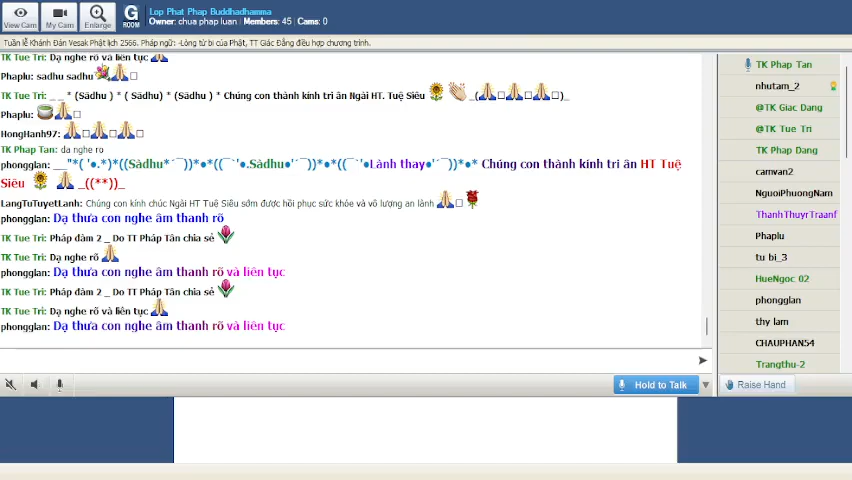 Lop Phat Phap Buddhadhamma
Owner: chua phap luan / Members: 45 / Cams: 0
View Cam
My Cam
Enlarge
G
ROOM
Tuần lễ Khánh Đản Vesak Phật lịch 2566. Pháp ngữ: -Lòng từ bi của Phật, TT Giác Đẳng điều hợp chương trình.
TK Tue Tri: Dạ nghe rõ và liên tục
Phaplu: sadhu sadhu
TK Tue Tri: _ _ * (Sādhu ) * ( Sādhu) * (Sādhu ) * Chúng con thành kính tri ân Ngài HT. Tuệ Siêu _( )_
Phaplu:
HongHanh97:
TK Phap Tan: da nghe ro
phongglan: __"*( '●.*)*((Sàdhu*´¯))*●*((¯`'●.Sàdhu●'´¯))*●*((¯`'●Lành thay●'´¯))*●* Chúng con thành kính tri ân HT Tuệ
Siêu _((**))_
LangTuTuyetLanh: Chúng con kính chúc Ngài HT Tuệ Siêu sớm được hồi phục sức khỏe và vô lượng an lành
phongglan: Dạ thưa con nghe âm thanh rõ
TK Tue Tri: Pháp đàm 2 _ Do TT Pháp Tân chia sẻ
TK Tue Tri: Dạ nghe rõ
phongglan: Dạ thưa con nghe âm thanh rõ và liên tục
TK Tue Tri: Pháp đàm 2 _ Do TT Pháp Tân chia sẻ
TK Tue Tri: Dạ nghe rõ và liên tục
phongglan: Dạ thưa con nghe âm thanh rõ và liên tục
TK Phap Tan
nhutam_2
@TK Giac Dang
@TK Tue Tri
TK Phap Dang
camvan2
NguoiPhuongNam
ThanhThuyrTraanf
Phaplu
tu bi_3
HueNgoc 02
phongglan
thy lam
CHAUPHAN54
Trangthu-2
Hold to Talk
Raise Hand